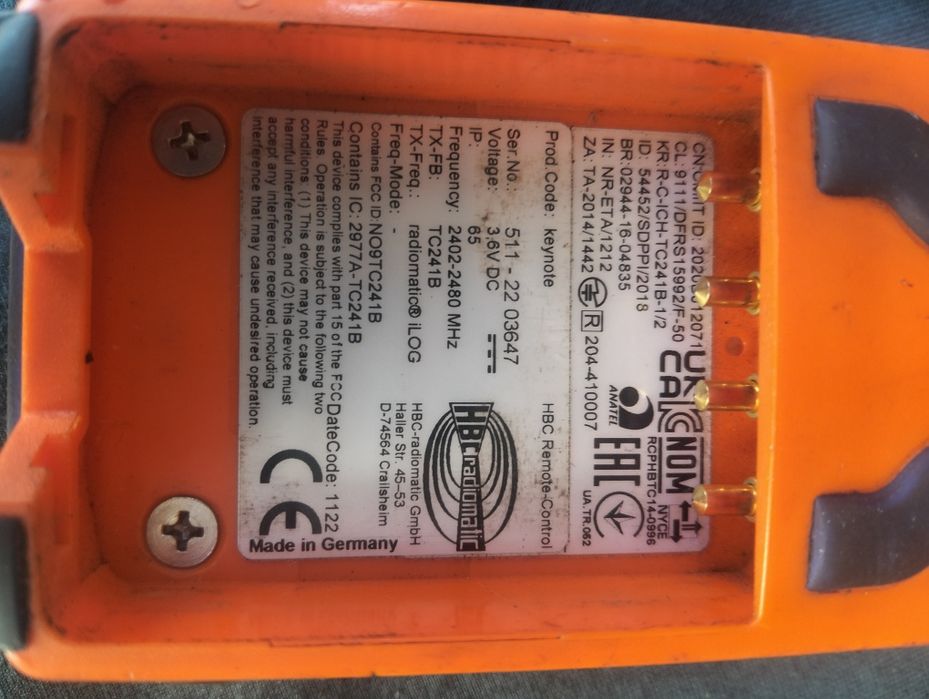 CL: 9111/DFRS15992/F-50
KR: R-C-ICH-TC241B-1/2
ID: 54452/SDPPI/2018
BR:02944-16-04835
IN: NR-ETA/1212
ZA: TA-2014/1442
R 204-410007
UK
CA
NOM
NYCE
RCPHBTC14-0996
ANATEL
EAC
UA.TR.062
Prod.Code: keynote HBC Remote-Control
Ser.No.: 511 - 22 03647
Voltage: 3,6V DC
IP: 65
Frequency: 2402-2480 MHz
TX-FB: TC241B
TX-Freq.: radiomatic® iLOG
Freq-Mode: -
HBC radiomatic
HBC-radiomatic GmbH
Haller Str. 45–53
D-74564 Crailsheim
Contains FCC ID:NO9TC241B
Contains IC: 2977A-TC241B
This device complies with part 15 of the FCC
Rules. Operation is subject to the following two
conditions: (1) This device may not cause
harmful interference, and (2) this device must
accept any interference received, including
interference that may cause undesired operation.
DateCode: 1122
CE
Made in Germany